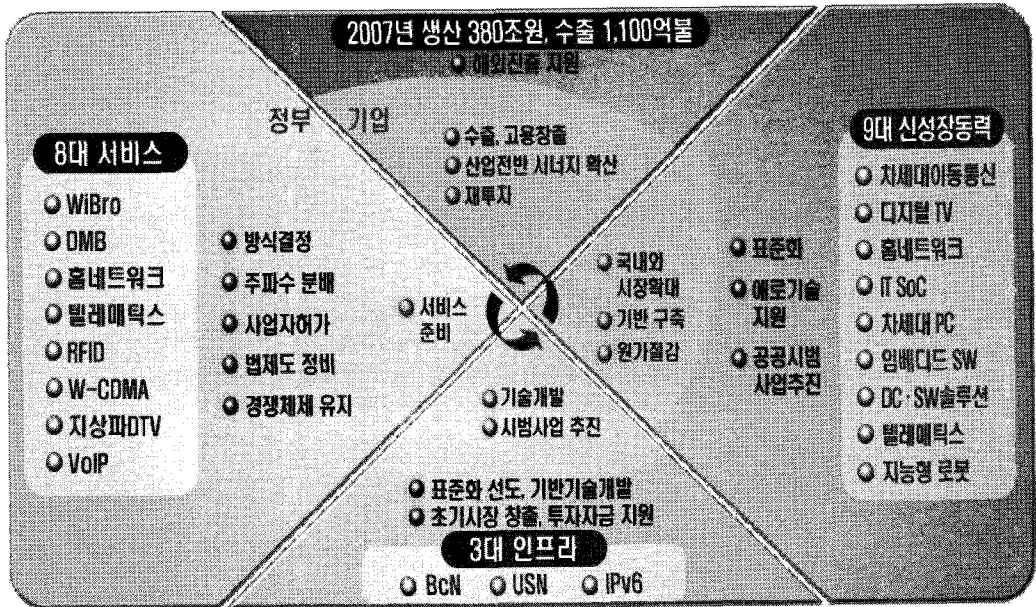 2007년 생산 380조원, 수출 1,100억불
해외진출 지원
정부 기업
수출, 고용창출
산업전반 시너지 확산
재투자
8대 서비스
WiBro
DMB
홈네트워크
텔레매틱스
RFID
W-CDMA
지상파DTV
VoIP
방식결정
주파수 분배
사업자허가
법제도 정비
경쟁체제 유지
서비스
준비
국내외
시장확대
기반 구축
원가절감
표준화
애로기술
지원
공공시범
사업추진
9대 신성장동력
차세대이동통신
디지털 TV
홈네트워크
IT SoC
차세대 PC
임베디드 SW
DC·SW솔루션
텔레매틱스
지능형 로봇
기술개발
시범사업 추진
표준화 선도, 기반기술개발
초기시장 창출, 투자자금 지원
3대 인프라
BcN USN IPv6